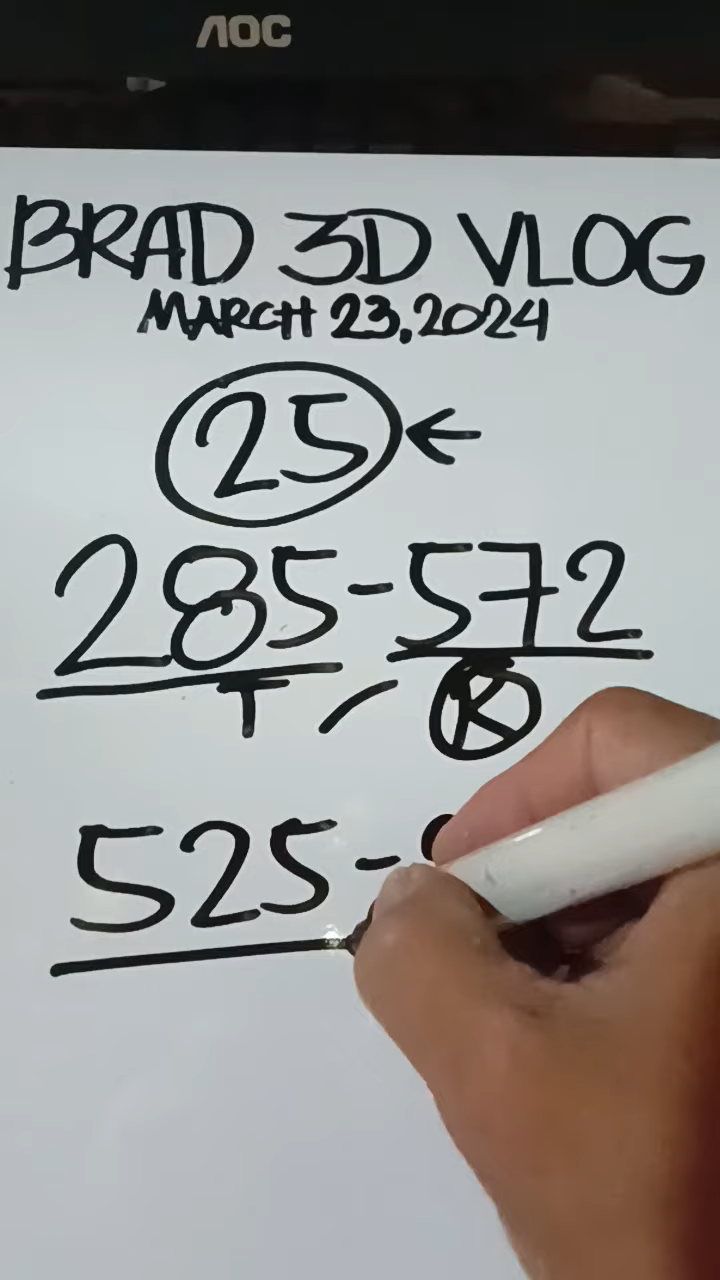 AOC
BRAD 3D VLOG
MARCH 23, 2024
25 ←
285-572
T / K
525-